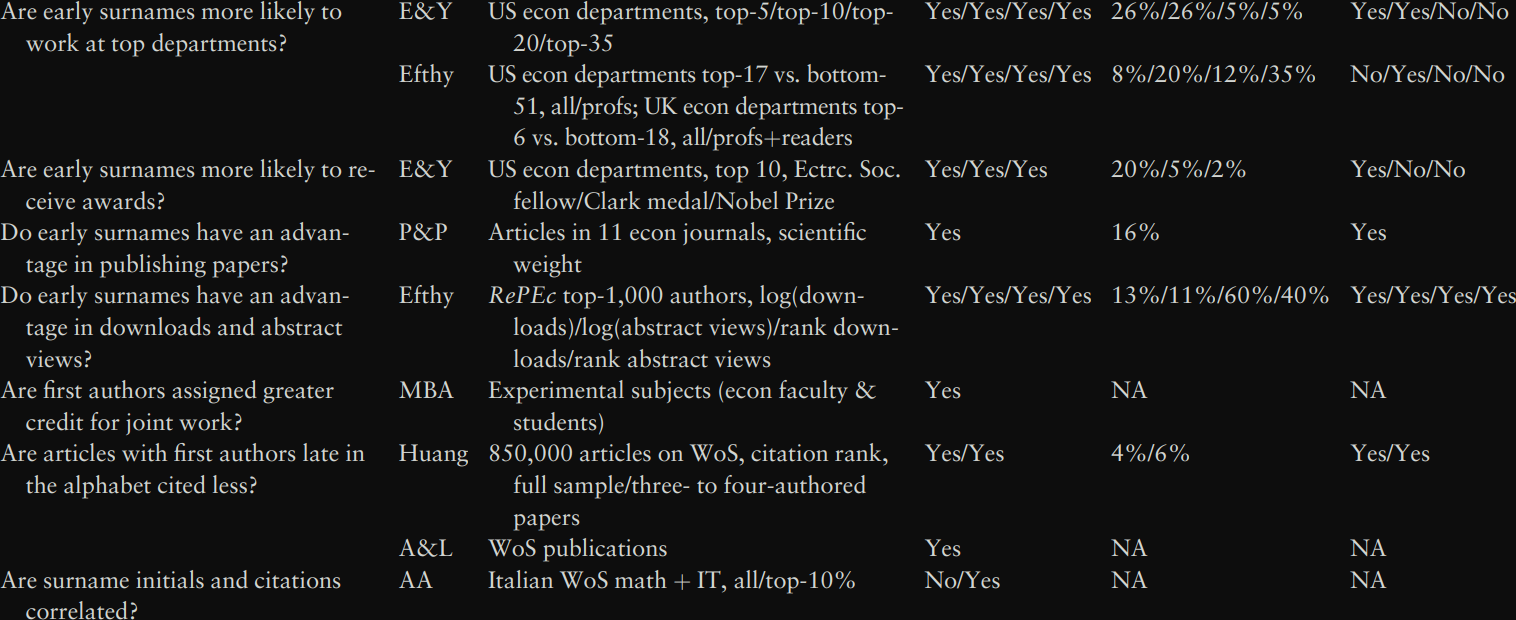 Are early surnames more likely to E&Y US econ departments, top-5/top-10/top- Yes/Yes/Yes/Yes 26%/26%/5%/5% Yes/Yes/No/No
work at top departments? 20/top-35
Efthy US econ departments top-17 vs. bottom- Yes/Yes/Yes/Yes 8%/20%/12%/35% No/Yes/No/No
51, all/profs; UK econ departments top-
6 vs. bottom-18, all/profs+readers
Are early surnames more likely to re- E&Y US econ departments, top 10, Ectrc. Soc. Yes/Yes/Yes 20%/5%/2% Yes/No/No
ceive awards? fellow/Clark medal/Nobel Prize
Do early surnames have an advan- P&P Articles in 11 econ journals, scientific Yes 16% Yes
tage in publishing papers? weight
Do early surnames have an advan- Efthy RePEc top-1,000 authors, log(down- Yes/Yes/Yes/Yes 13%/11%/60%/40% Yes/Yes/Yes/Yes
tage in downloads and abstract loads)/log(abstract views)/rank down-
views? loads/rank abstract views
Are first authors assigned greater MBA Experimental subjects (econ faculty & Yes NA NA
credit for joint work? students)
Are articles with first authors late in Huang 850,000 articles on WoS, citation rank, Yes/Yes 4%/6% Yes/Yes
the alphabet cited less? full sample/three- to four-authored
papers
A&L WoS publications Yes NA NA
Are surname initials and citations AA Italian WoS math + IT, all/top-10% No/Yes NA NA
correlated?